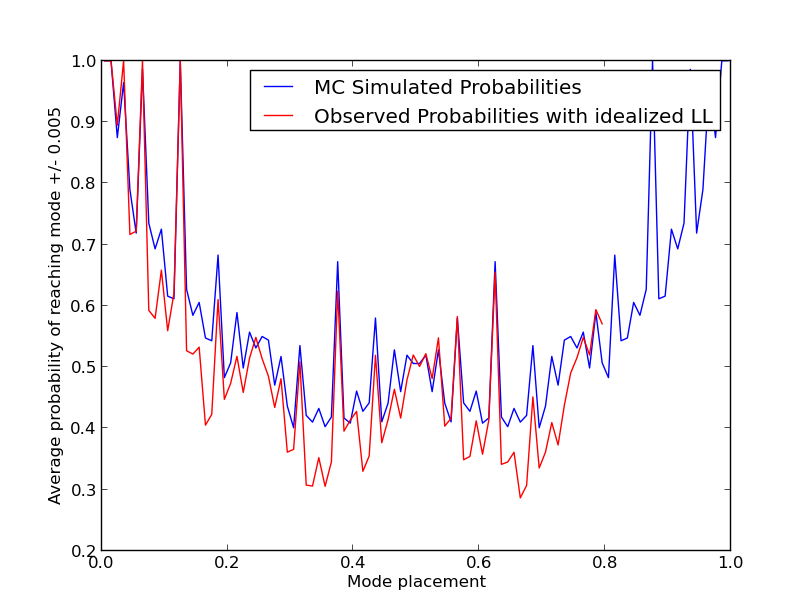 MC Simulated Probabilities
Observed Probabilities with idealized LL
Average probability of reaching mode +/- 0.005
1.0
0.9
0.8
0.7
0.6
0.5
0.4
0.3
0.2
0.0 0.2 0.4 0.6 0.8 1.0
Mode placement